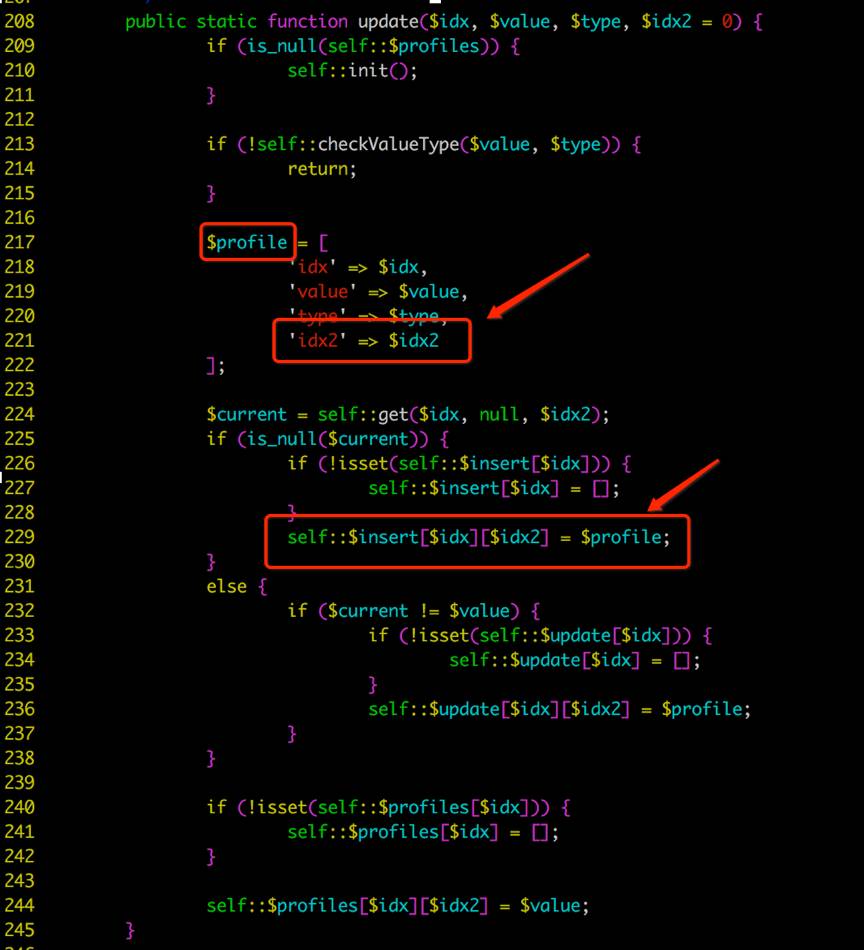 208 public static function update($idx, $value, $type, $idx2 = 0) {
209 if (is_null(self::$profiles)) {
210 self::init();
211 }
212
213 if (!self::checkValueType($value, $type)) {
214 return;
215 }
216
217 $profile = [
218 'idx' => $idx,
219 'value' => $value,
220 'type' => $type,
221 'idx2' => $idx2
222 ];
223
224 $current = self::get($idx, null, $idx2);
225 if (is_null($current)) {
226 if (!isset(self::$insert[$idx])) {
227 self::$insert[$idx] = [];
228 }
229 self::$insert[$idx][$idx2] = $profile;
230 }
231 else {
232 if ($current != $value) {
233 if (!isset(self::$update[$idx])) {
234 self::$update[$idx] = [];
235 }
236 self::$update[$idx][$idx2] = $profile;
237 }
238 }
239
240 if (!isset(self::$profiles[$idx])) {
241 self::$profiles[$idx] = [];
242 }
243
244 self::$profiles[$idx][$idx2] = $value;
245 }